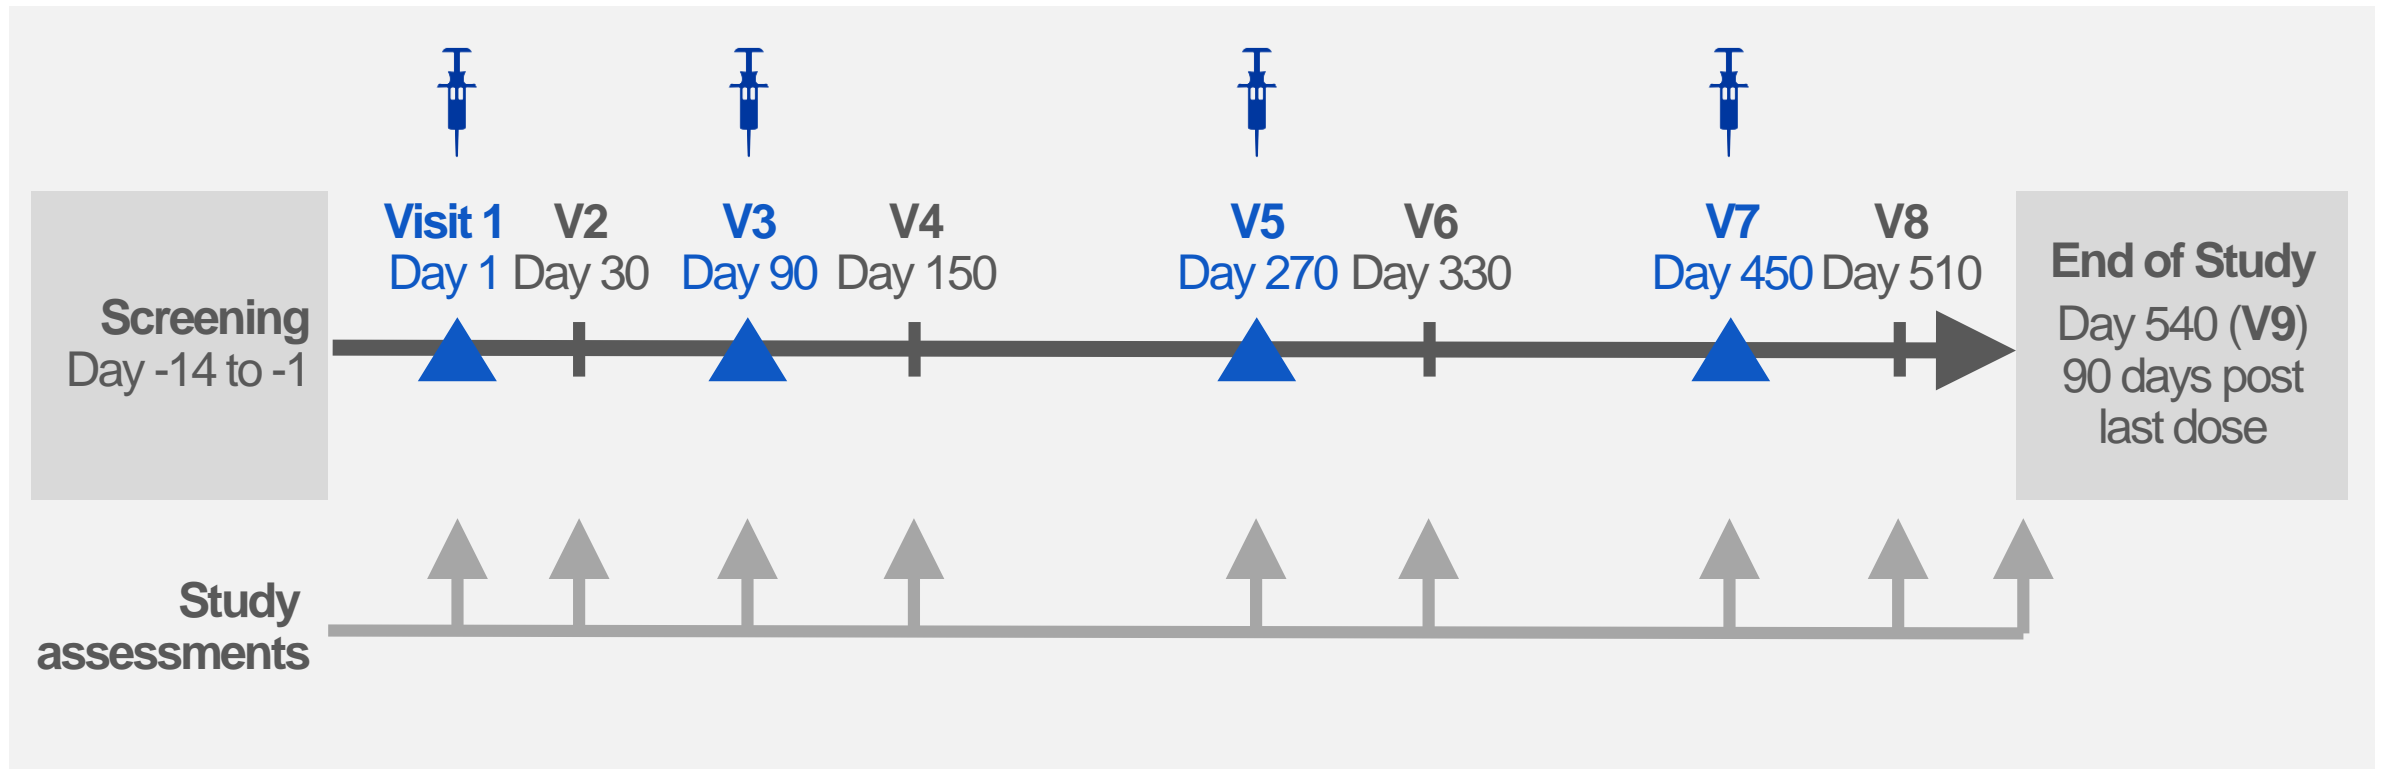 Screening
Day -14 to -1
Visit 1
Day 1
V2
Day 30
V3
Day 90
V4
Day 150
V5
Day 270
V6
Day 330
V7
Day 450
V8
Day 510
End of Study
Day 540 (V9)
90 days post
last dose
Study
assessments